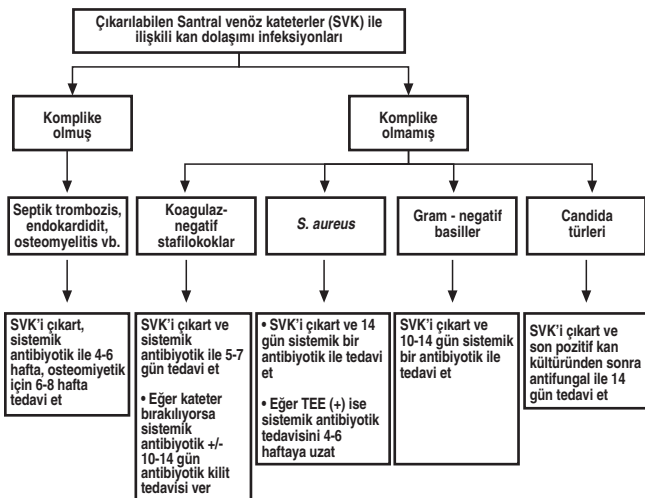 Çıkarılabilen Santral venöz kateterler (SVK) ile
ilişkili kan dolaşımı infeksiyonları
Komplike
olmuş
Komplike
olmamış
Septik trombozis,
endokardidit,
osteomyelitis vb.
Koagulaz-
negatif
stafilokoklar
S. aureus
Gram - negatif
basiller
Candida
türleri
SVK'i çıkart,
sistemik
antibiyotik ile 4-6
hafta, osteomiyetik
için 6-8 hafta
tedavi et
SVK'i çıkart ve
sistemik
antibiyotik ile 5-7
gün tedavi et
• Eğer kateter
bırakılıyorsa
sistemik
antibiyotik +/-
10-14 gün
antibiyotik kilit
tedavisi ver
• SVK'i çıkart ve 14
gün sistemik bir
antibiyotik ile tedavi
et
• Eğer TEE (+) ise
sistemik antibiyotik
tedavisini 4-6
haftaya uzat
SVK'i çıkart ve
10-14 gün sistemik
bir antibiyotik ile
tedavi et
SVK'i çıkart ve
son pozitif kan
kültüründen sonra
antifungal ile 14
gün tedavi et